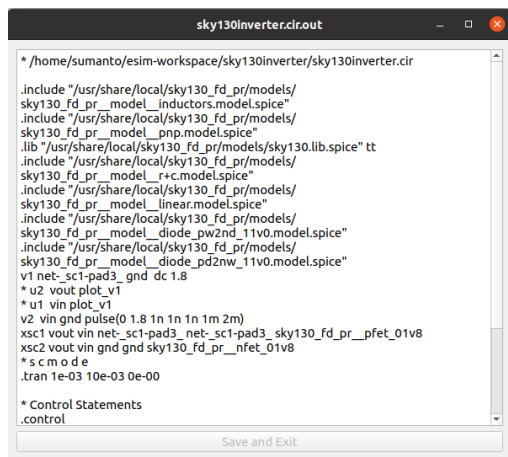 sky130inverter.cir.out
* /home/sumanto/esim-workspace/sky130inverter/sky130inverter.cir
.include "/usr/share/local/sky130_fd_pr/models/
sky130_fd_pr__model__inductors.model.spice"
.include "/usr/share/local/sky130_fd_pr/models/
sky130_fd_pr__model__pnp.model.spice"
.lib "/usr/share/local/sky130_fd_pr/models/sky130.lib.spice" tt
.include "/usr/share/local/sky130_fd_pr/models/
sky130_fd_pr__model__r+c.model.spice"
.include "/usr/share/local/sky130_fd_pr/models/
sky130_fd_pr__model__linear.model.spice"
.include "/usr/share/local/sky130_fd_pr/models/
sky130_fd_pr__model__diode_pw2nd_11v0.model.spice"
.include "/usr/share/local/sky130_fd_pr/models/
sky130_fd_pr__model__diode_pd2nw_11v0.model.spice"
v1 net-_sc1-pad3_ gnd dc 1.8
* u2 vout plot_v1
* u1 vin plot_v1
v2 vin gnd pulse(0 1.8 1n 1n 1n 1m 2m)
xsc1 vout vin net-_sc1-pad3_ net-_sc1-pad3_ sky130_fd_pr__pfet_01v8
xsc2 vout vin gnd gnd sky130_fd_pr__nfet_01v8
* s c m o d e
.tran 1e-03 10e-03 0e-00
* Control Statements
.control
Save and Exit